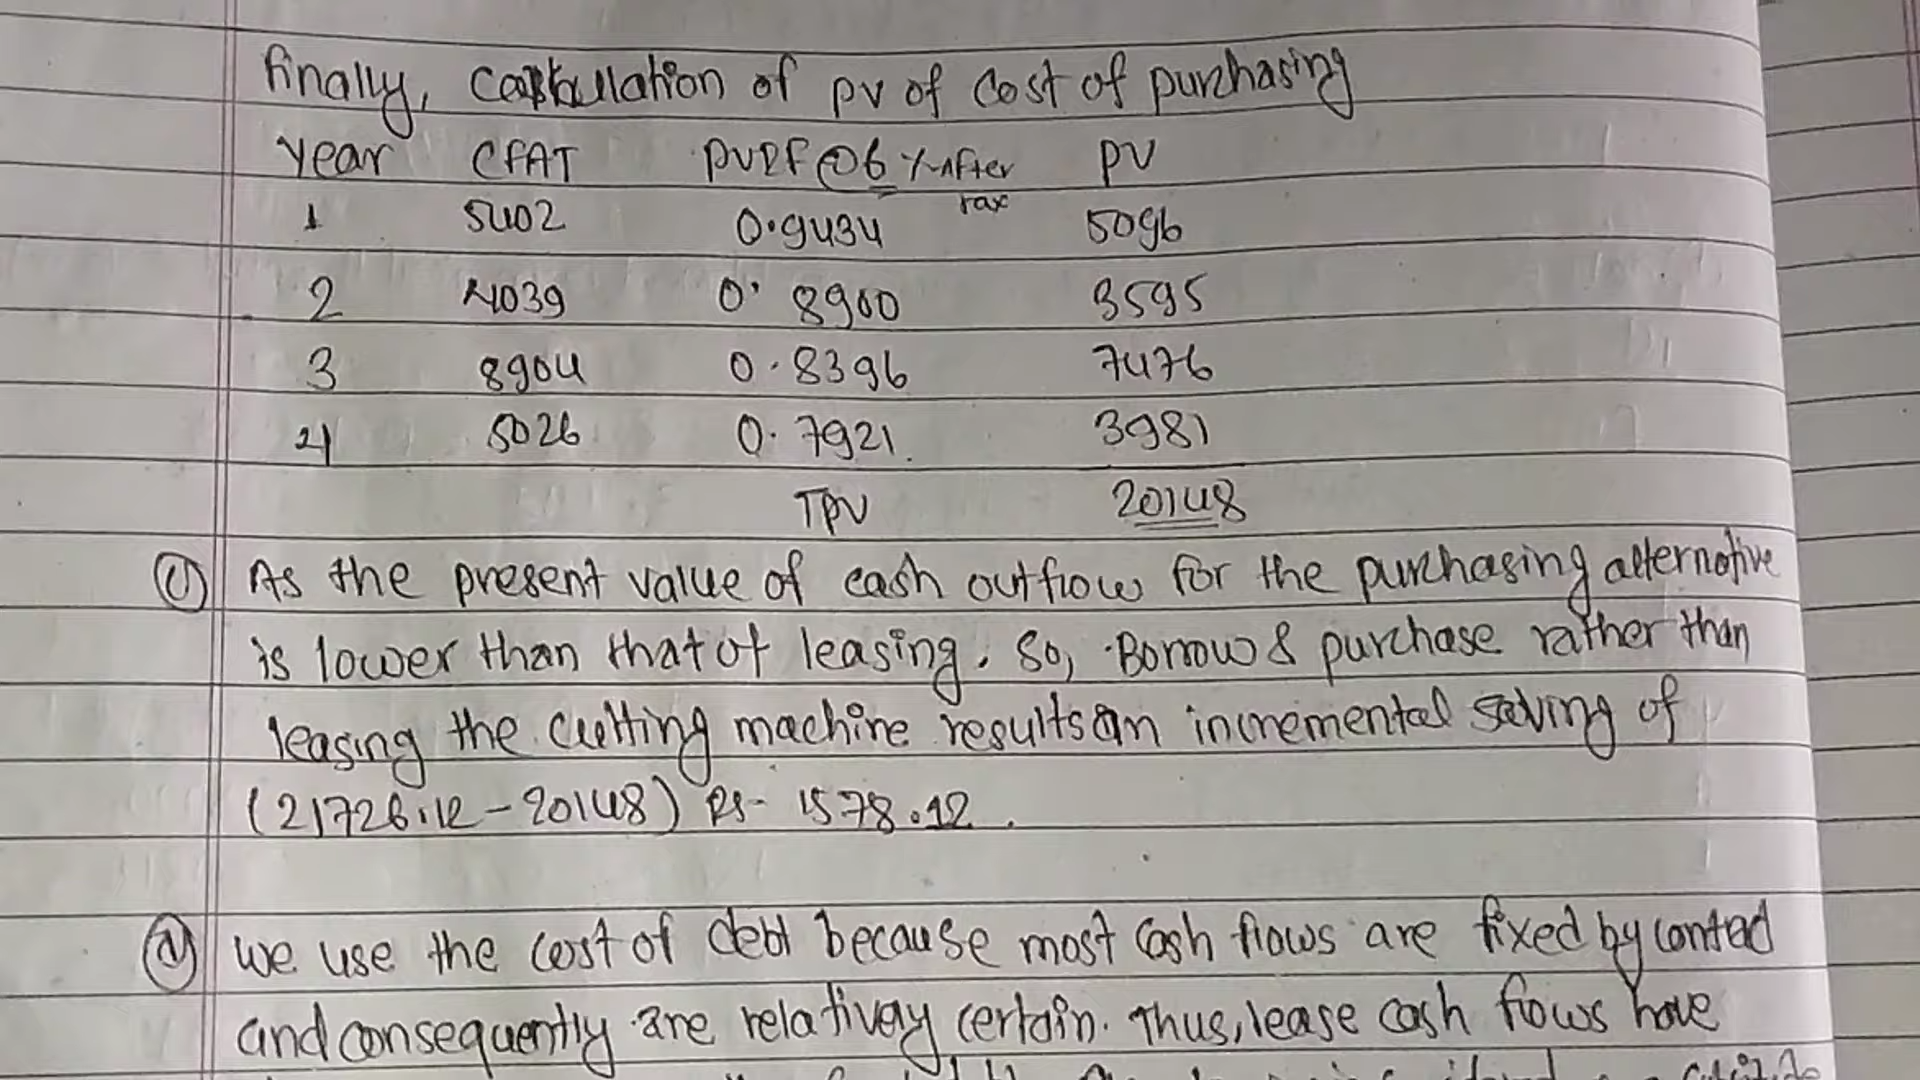 finally, Calculation of pv of cost of purchasing
Year CFAT PVIF@6%After tax PV
1 5402 0.9434 5096
2 4039 0.8900 3595
3 8904 0.8396 7476
4 5026 0.7921 3981
TPV 20148
(c) As the present value of cash outflow for the purchasing alternative
is lower than that of leasing. So, Borrow & purchase rather than
leasing the cutting machine results an incremental saving of
(21726.12-20148) Rs- 1578.12.
(d) we use the cost of debt because most cash flows are fixed by
and consequently are relativey certain. Thus, lease cash flows have